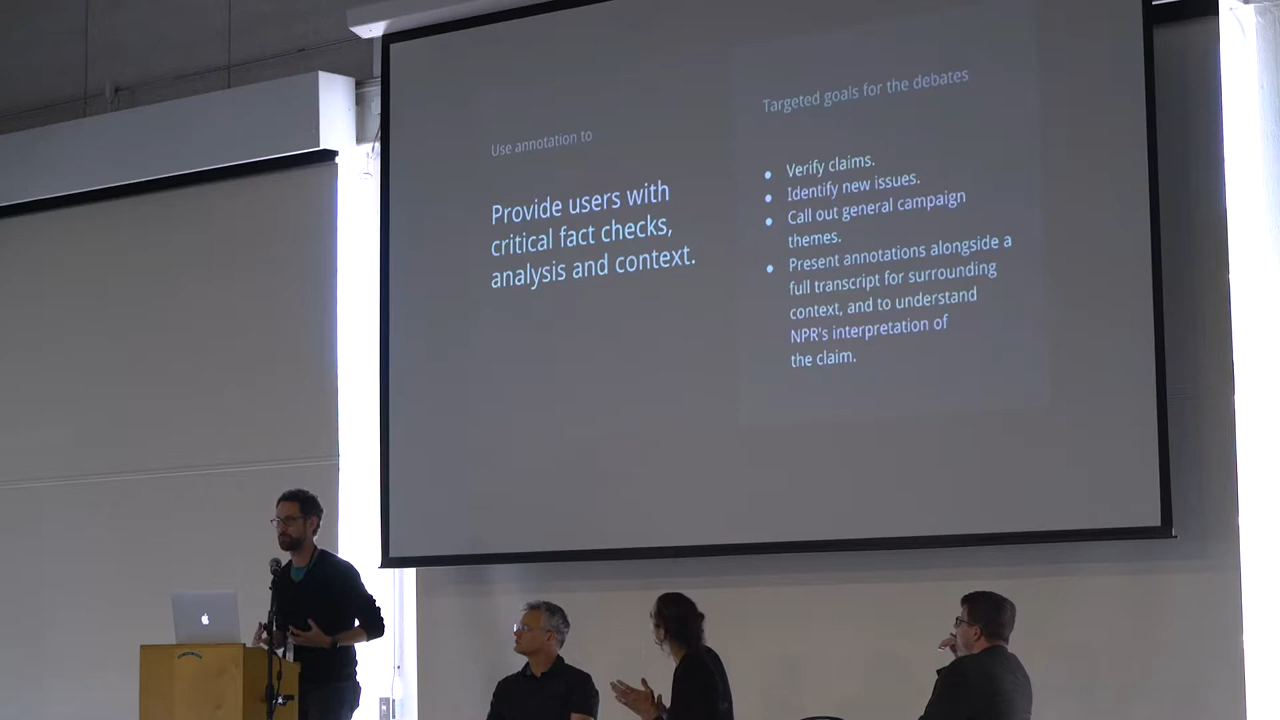 Use annotation to
Provide users with
critical fact checks,
analysis and context.
Targeted goals for the debates
● Verify claims.
● Identify new issues.
● Call out general campaign
themes.
● Present annotations alongside a
full transcript for surrounding
context, and to understand
NPR's interpretation of
the claim.